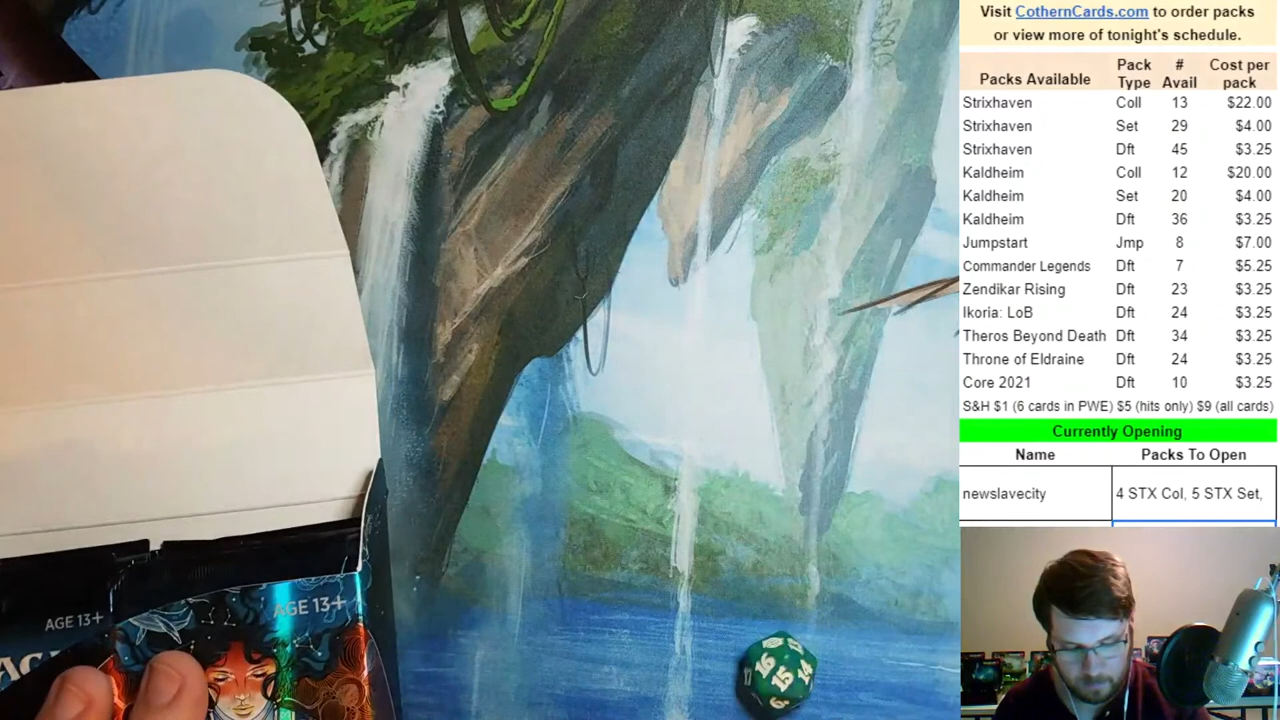 Visit CothernCards.com to order packs
or view more of tonight's schedule.
Packs Available Pack Type # Avail Cost per pack
Strixhaven Coll 13 $22.00
Strixhaven Set 29 $4.00
Strixhaven Dft 45 $3.25
Kaldheim Coll 12 $20.00
Kaldheim Set 20 $4.00
Kaldheim Dft 36 $3.25
Jumpstart Jmp 8 $7.00
Commander Legends Dft 7 $5.25
Zendikar Rising Dft 23 $3.25
Ikoria: LoB Dft 24 $3.25
Theros Beyond Death Dft 34 $3.25
Throne of Eldraine Dft 24 $3.25
Core 2021 Dft 10 $3.25
S&H $1 (6 cards in PWE) $5 (hits only) $9 (all cards)
Currently Opening
Name Packs To Open
newslavecity 4 STX Col, 5 STX Set,
AGE 13+
AGE 13+
16
15
14